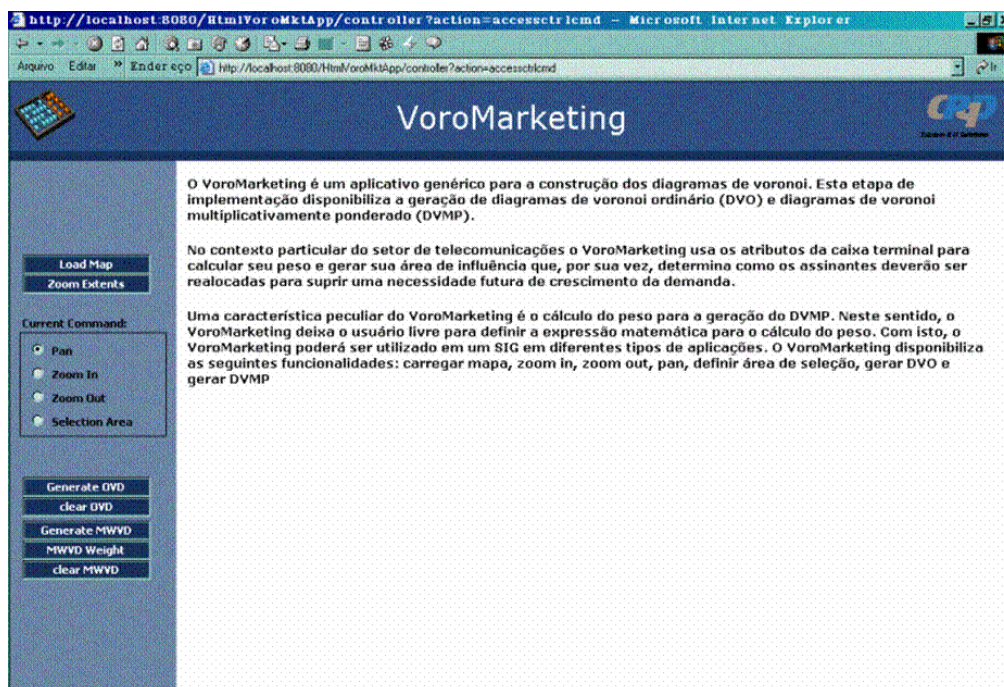 http://localhost:8080/HtmlVoroMktApp/controller?action=accessctrlcmd - Microsoft Internet Explorer
Arquivo Editar » Endereço http://localhost:8080/HtmlVoroMktApp/controller?action=accessctrlcmd Ir
VoroMarketing
O VoroMarketing é um aplicativo genérico para a construção dos diagramas de voronoi. Esta etapa de
implementação disponibiliza a geração de diagramas de voronoi ordinário (DVO) e diagramas de voronoi
multiplicativamente ponderado (DVMP).
No contexto particular do setor de telecomunicações o VoroMarketing usa os atributos da caixa terminal para
calcular seu peso e gerar sua área de influência que, por sua vez, determina como os assinantes deverão ser
realocadas para suprir uma necessidade futura de crescimento da demanda.
Uma característica peculiar do VoroMarketing é o cálculo do peso para a geração do DVMP. Neste sentido, o
VoroMarketing deixa o usuário livre para definir a expressão matemática para o cálculo do peso. Com isto, o
VoroMarketing poderá ser utilizado em um SIG em diferentes tipos de aplicações. O VoroMarketing disponibiliza
as seguintes funcionalidades: carregar mapa, zoom in, zoom out, pan, definir área de seleção, gerar DVO e
gerar DVMP
Load Map
Zoom Extents
Current Command:
Pan
Zoom In
Zoom Out
Selection Area
Generate OVD
clear OVD
Generate MWVD
MWVD Weight
clear MWVD